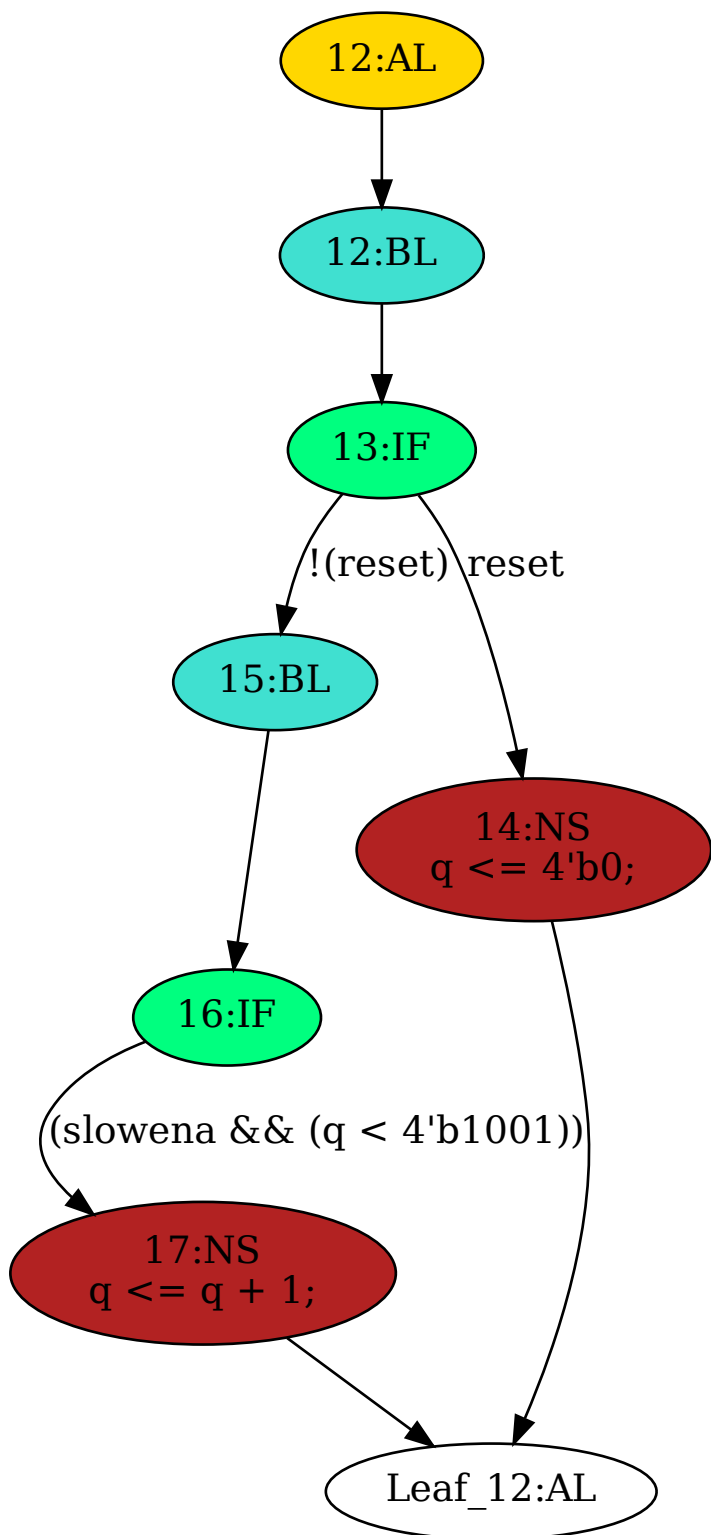 12:AL
12:BL
13:IF
!(reset)
reset
15:BL
14:NS
q <= 4'b0;
16:IF
(slowena && (q < 4'b1001))
17:NS
q <= q + 1;
Leaf_12:AL